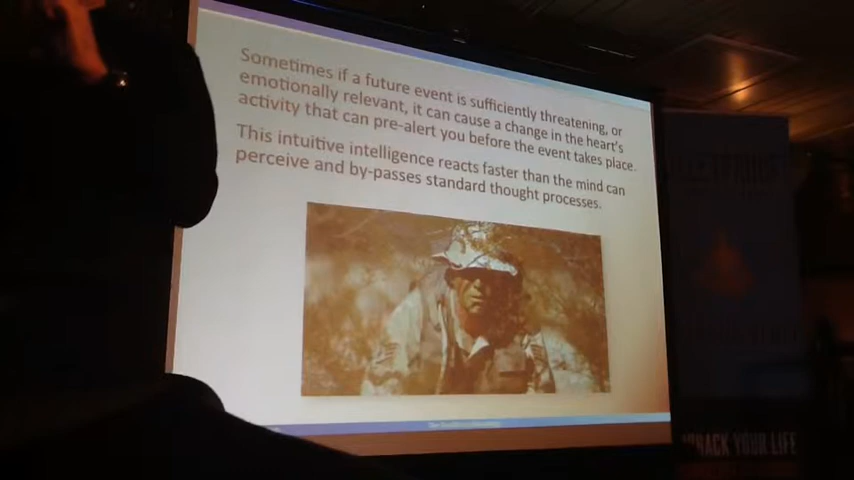 Sometimes if a future event is sufficiently threatening, or
emotionally relevant, it can cause a change in the heart's
activity that can pre-alert you before the event takes place.
This intuitive intelligence reacts faster than the mind can
perceive and by-passes standard thought processes.
YOUR LIFE